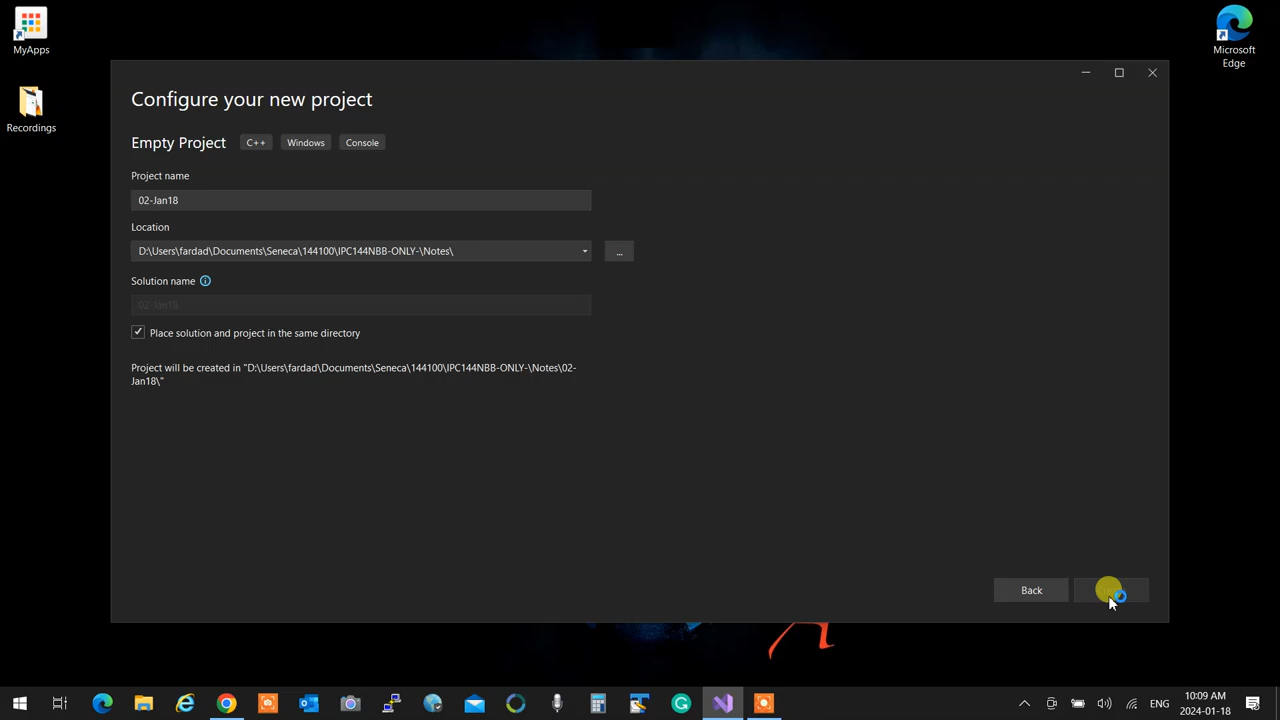 MyApps
Recordings
Microsoft
Edge
Configure your new project
Empty Project C++ Windows Console
Project name
02-Jan18
Location
D:\Users\fardad\Documents\Seneca\144100\IPC144NBB-ONLY-\Notes\
...
Solution name
02-Jan18
Place solution and project in the same directory
Project will be created in "D:\Users\fardad\Documents\Seneca\144100\IPC144NBB-ONLY-\Notes\02-
Jan18\"
Back
ENG
10:09 AM
2024-01-18